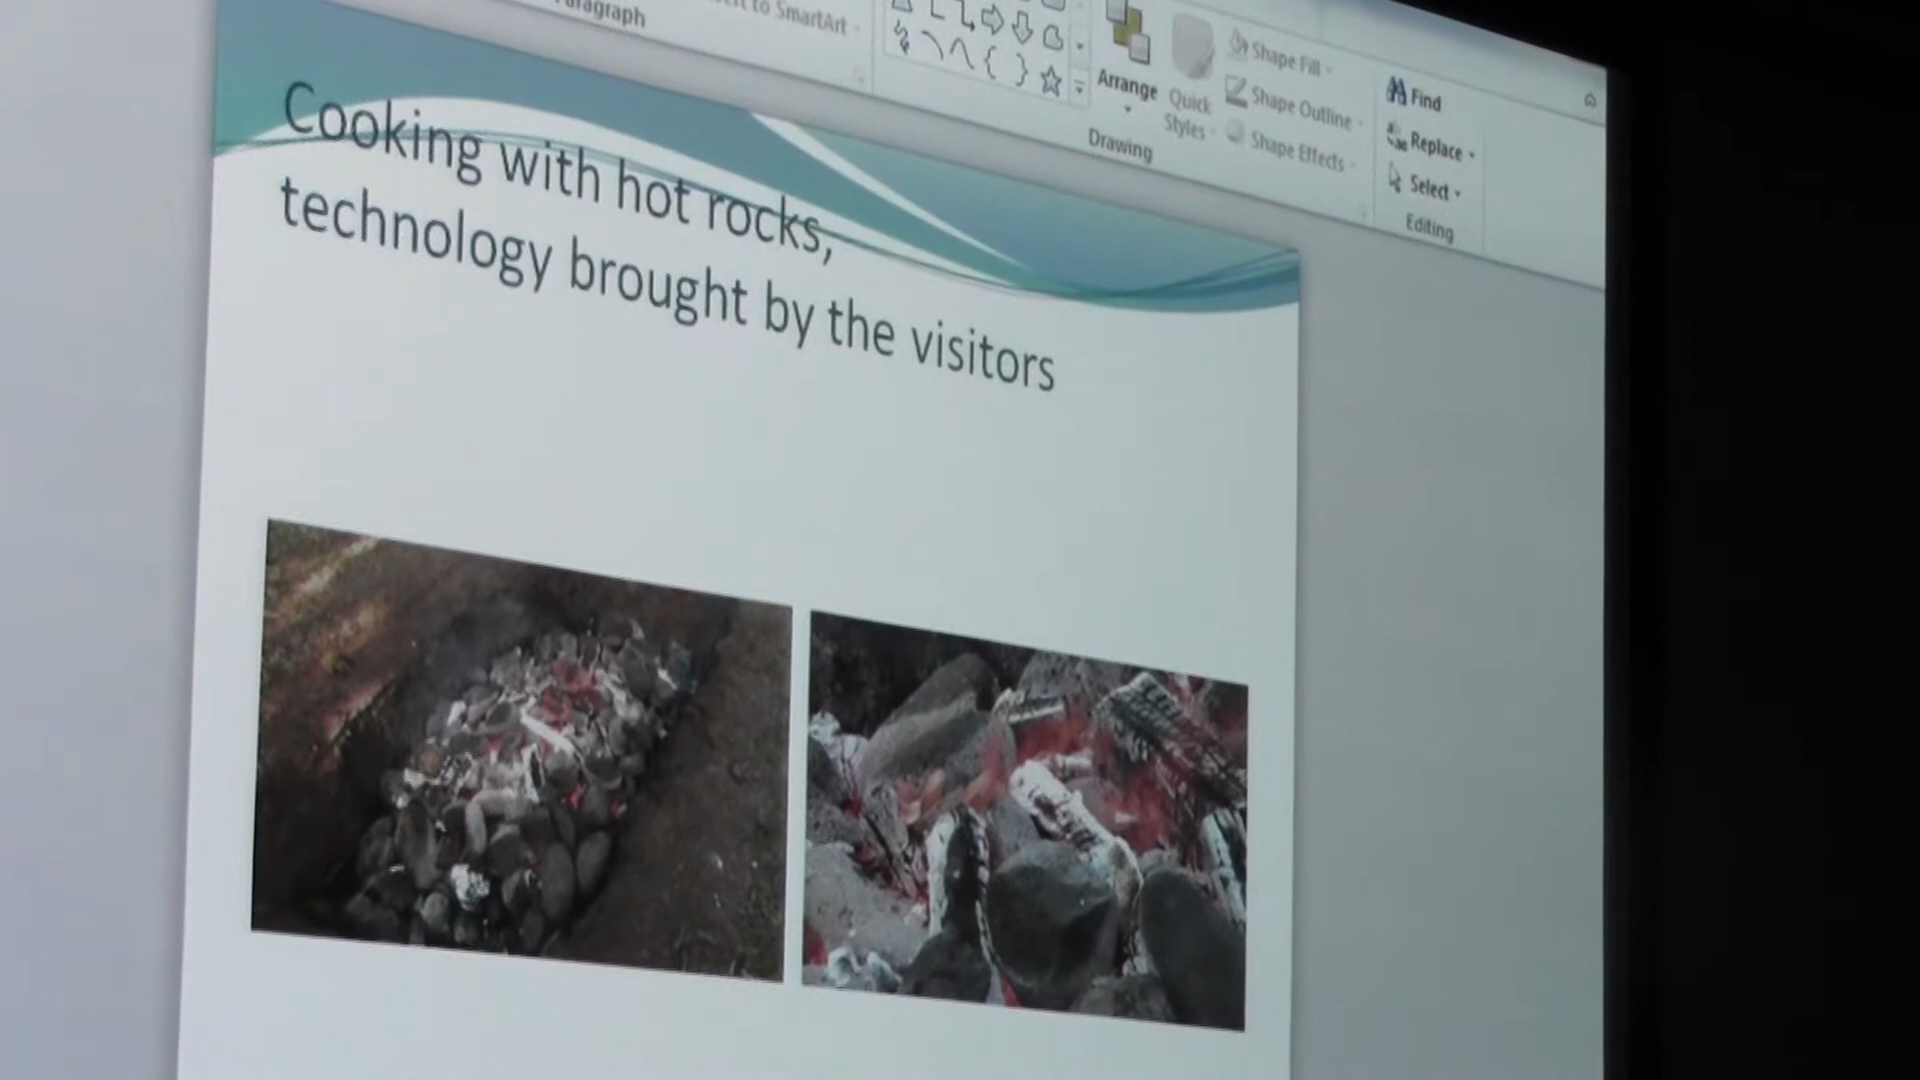 to SmartArt
Arrange
Quick
Styles
Drawing
Shape Fill
Shape Outline
Shape Effects
Find
Replace
Select
Editing
Cooking with hot rocks,
technology brought by the visitors